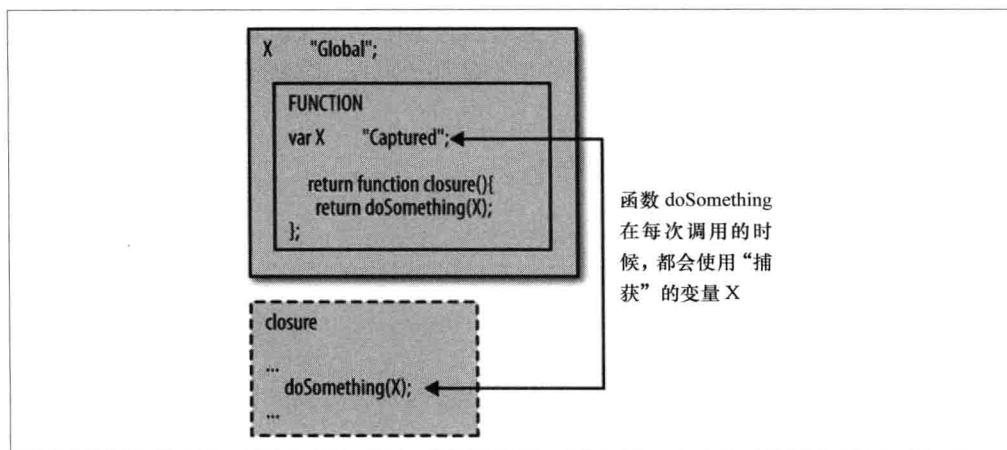 X "Global";
FUNCTION
var X "Captured";
return function closure(){
return doSomething(X);
};
函数 doSomething
在每次调用的时
候，都会使用“捕
获”的变量 X
closure
...
doSomething(X);
...